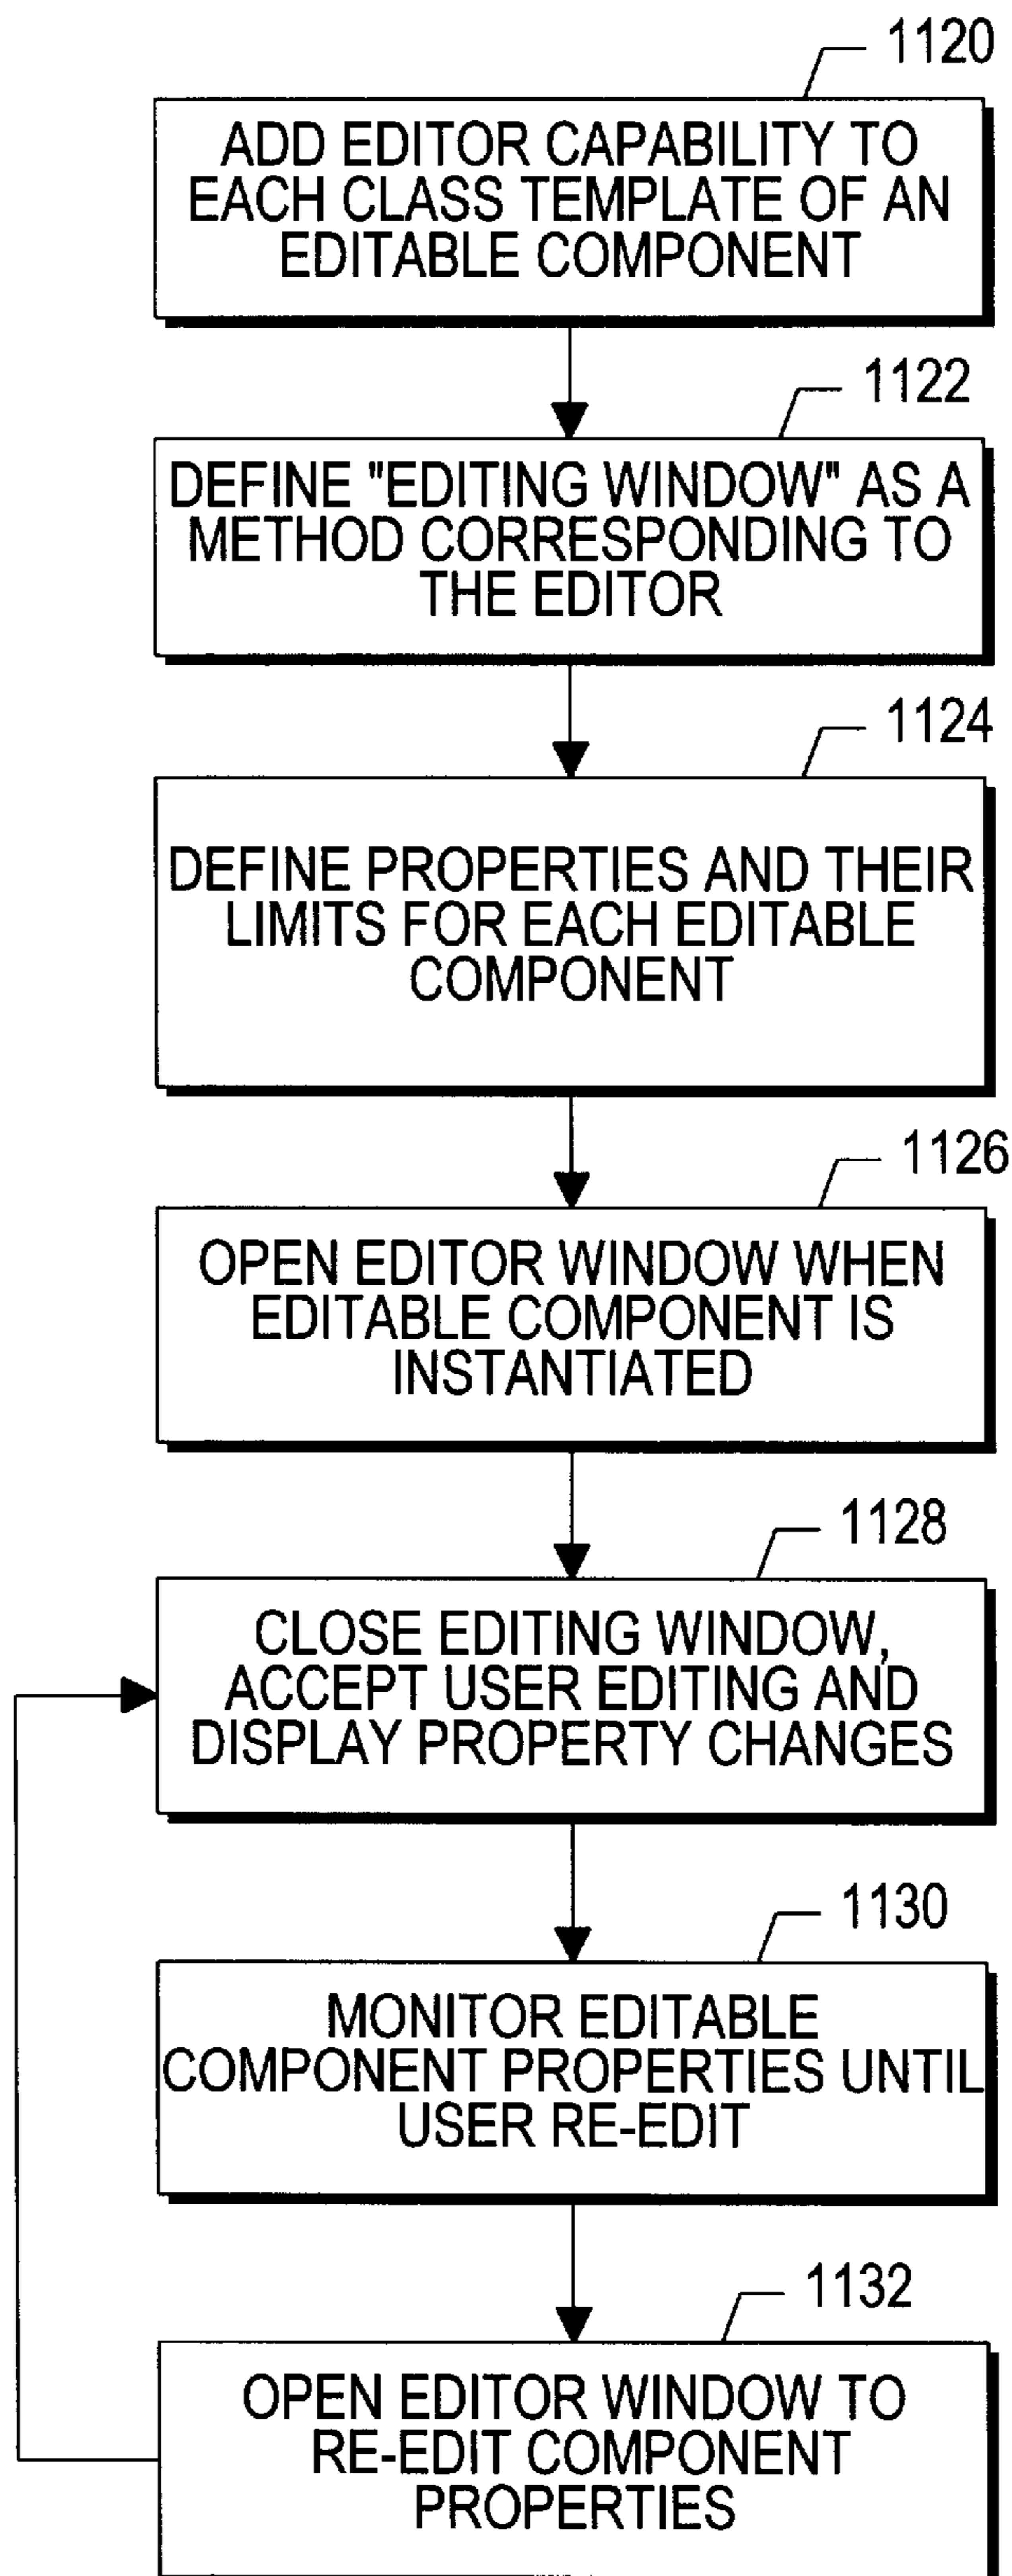 1120
ADD EDITOR CAPABILITY TO
EACH CLASS TEMPLATE OF AN
EDITABLE COMPONENT
1122
DEFINE "EDITING WINDOW" AS A
METHOD CORRESPONDING TO
THE EDITOR
1124
DEFINE PROPERTIES AND THEIR
LIMITS FOR EACH EDITABLE
COMPONENT
1126
OPEN EDITOR WINDOW WHEN
EDITABLE COMPONENT IS
INSTANTIATED
1128
CLOSE EDITING WINDOW,
ACCEPT USER EDITING AND
DISPLAY PROPERTY CHANGES
1130
MONITOR EDITABLE
COMPONENT PROPERTIES UNTIL
USER RE-EDIT
1132
OPEN EDITOR WINDOW TO
RE-EDIT COMPONENT
PROPERTIES